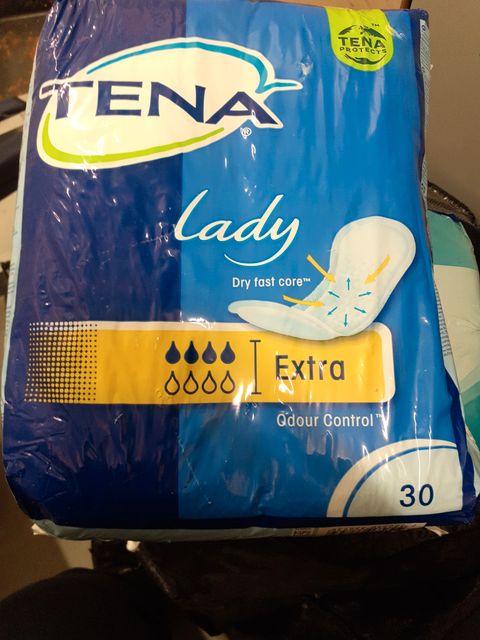 TENA
PROTECTS
TENA®
Lady
Dry fast core™
Extra
Odour Control™
30